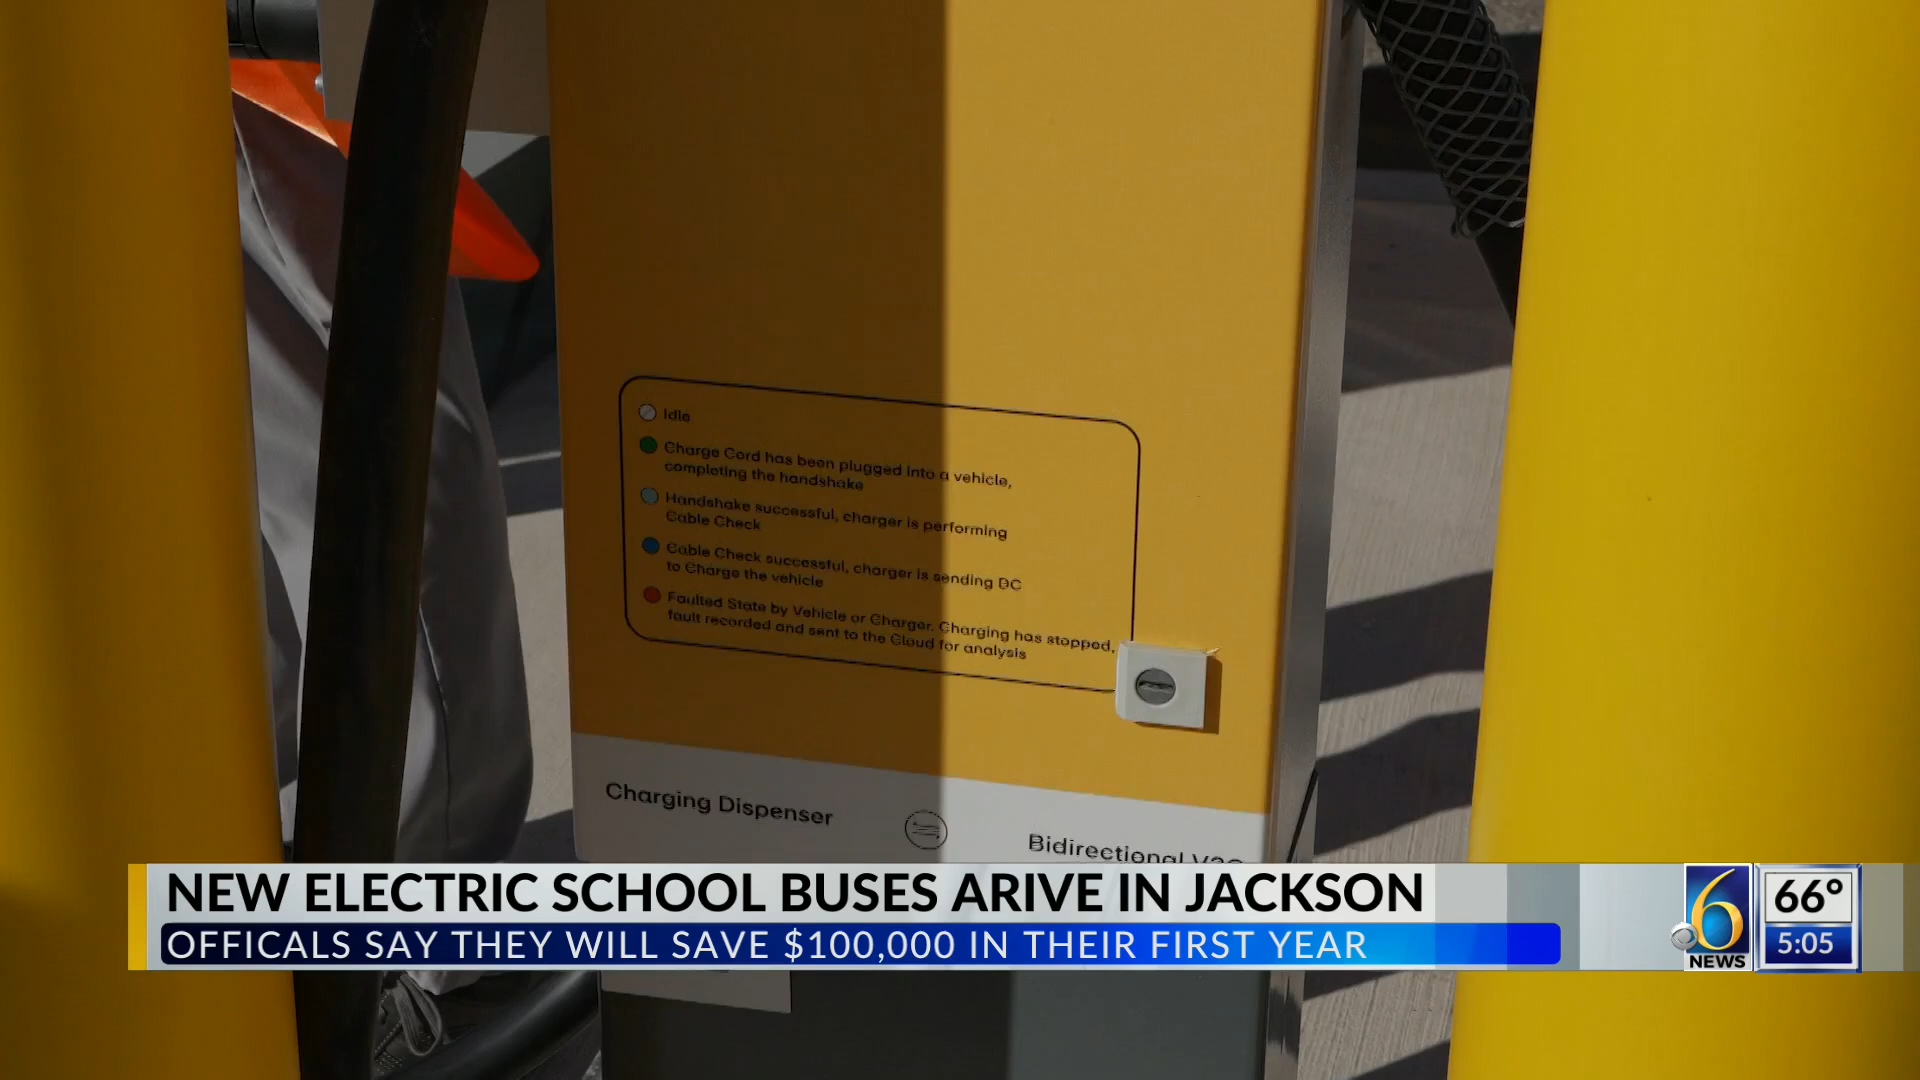 Idle
Charge Cord has been plugged into a vehicle,
completing the handshake
Handshake successful, charger is performing
Cable Check
Cable Check successful, charger is sending DC
to Charge the vehicle
Faulted State by Vehicle or Charger. Charging has stopped,
fault recorded and sent to the Cloud for analysis
Charging Dispenser
Bidirectional
NEW ELECTRIC SCHOOL BUSES ARIVE IN JACKSON
OFFICALS SAY THEY WILL SAVE $100,000 IN THEIR FIRST YEAR
6
NEWS
66°
5:05